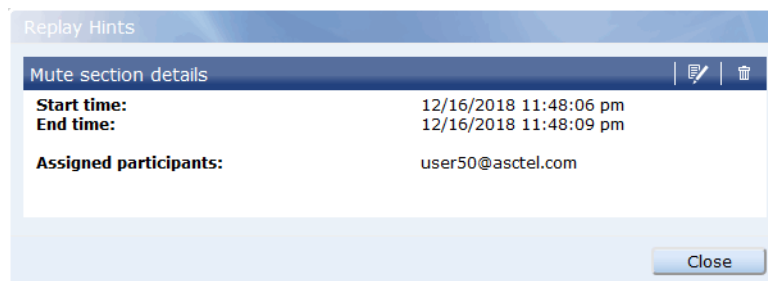 Replay Hints
Mute section details
Start time: 12/16/2018 11:48:06 pm
End time: 12/16/2018 11:48:09 pm
Assigned participants: user50@asctel.com
Close